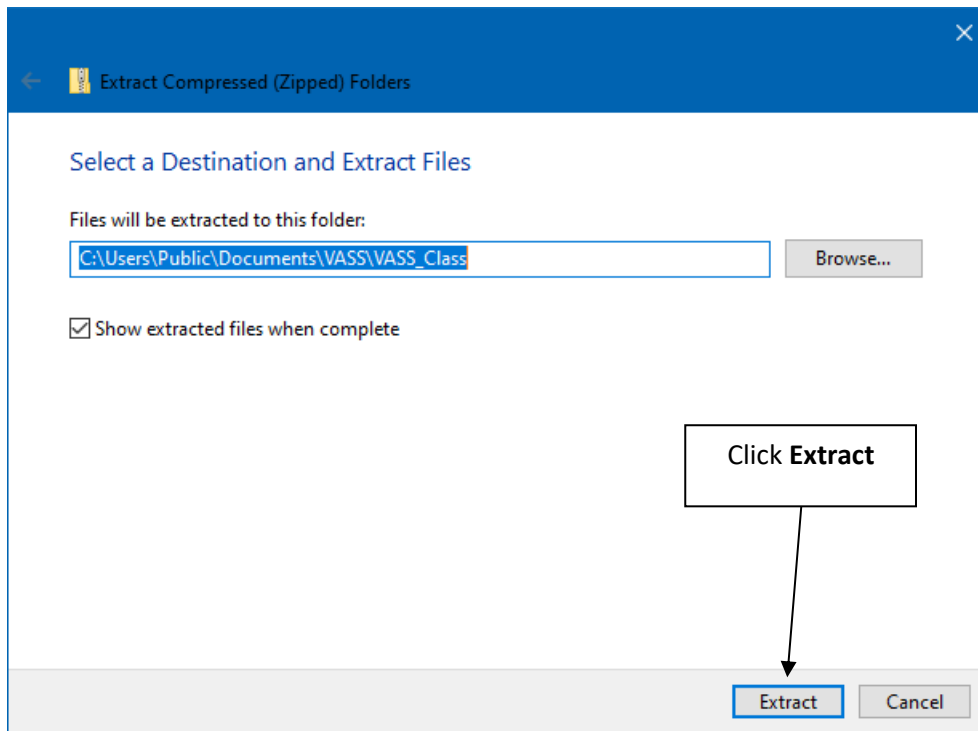 Extract Compressed (Zipped) Folders
Select a Destination and Extract Files
Files will be extracted to this folder:
C:\Users\Public\Documents\VASS\VASS_Class
Browse...
Show extracted files when complete
Click Extract
Extract
Cancel